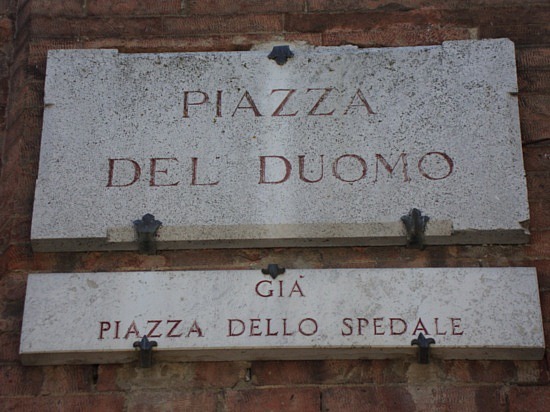 PIAZZA
DEL DUOMO
GIÀ
PIAZZA DELLO SPEDALE